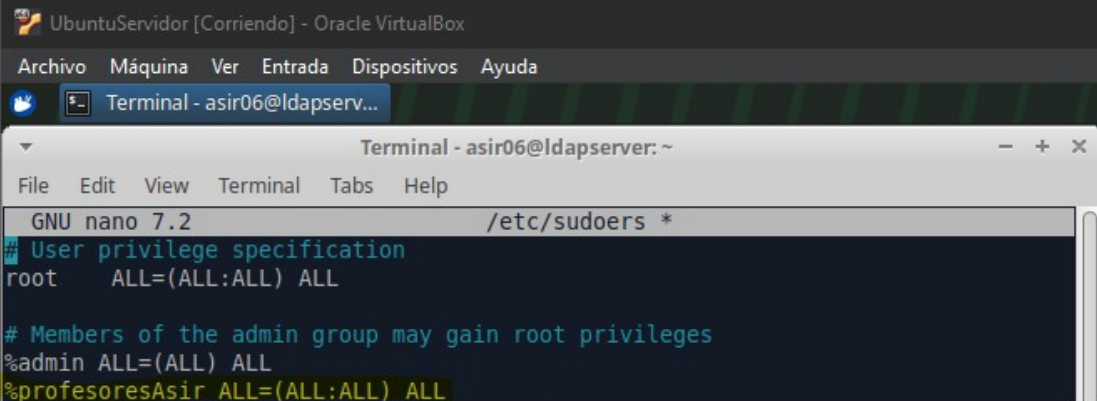 UbuntuServidor [Corriendo] - Oracle VirtualBox
Archivo Máquina Ver Entrada Dispositivos Ayuda
Terminal - asir06@ldapserv...
Terminal - asir06@ldapserver: ~
File Edit View Terminal Tabs Help
GNU nano 7.2 /etc/sudoers *
# User privilege specification
root ALL=(ALL:ALL) ALL
# Members of the admin group may gain root privileges
%admin ALL=(ALL) ALL
%profesoresAsir ALL=(ALL:ALL) ALL